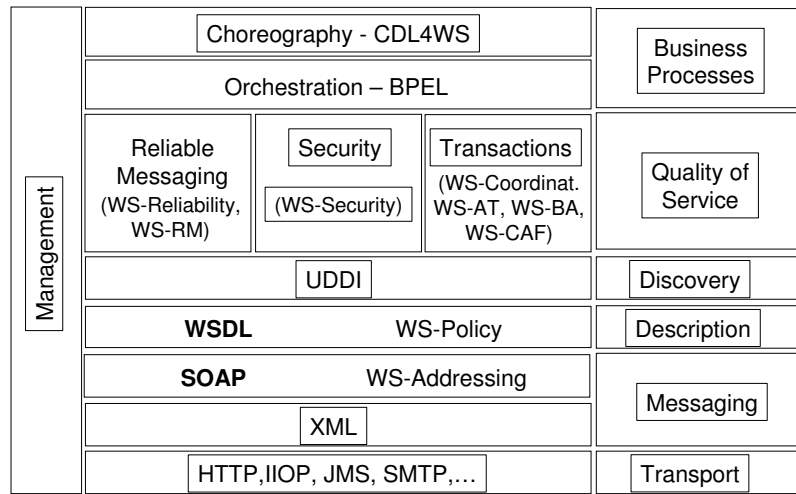 Management
Choreography - CDL4WS
Business
Processes
Orchestration – BPEL
Reliable
Messaging
(WS-Reliability,
WS-RM)
Security
(WS-Security)
Transactions
(WS-Coordinat.
WS-AT, WS-BA,
WS-CAF)
Quality of
Service
UDDI
Discovery
WSDL WS-Policy
Description
SOAP WS-Addressing
Messaging
XML
HTTP,IIOP, JMS, SMTP,…
Transport